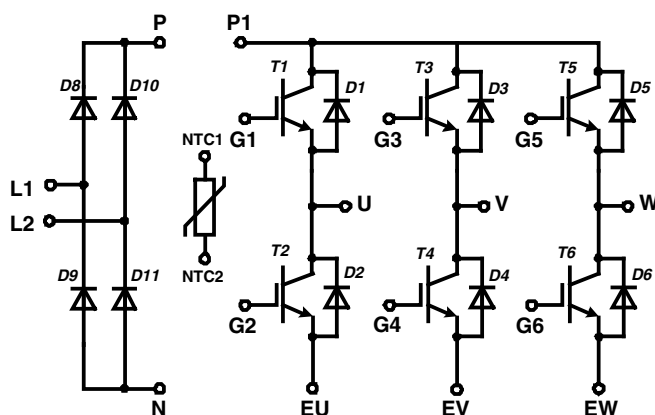 P P1
D8 D10 T1 D1 T3 D3 T5 D5
G1 G3 G5
NTC1
L1
L2 U V W
NTC2
D9 D11 T2 D2 T4 D4 T6 D6
G2 G4 G6
N EU EV EW